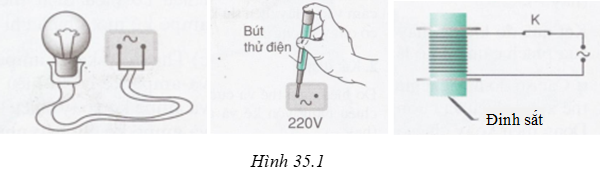 Bút
thử điện
220V
K
Đinh sắt
Hình 35.1